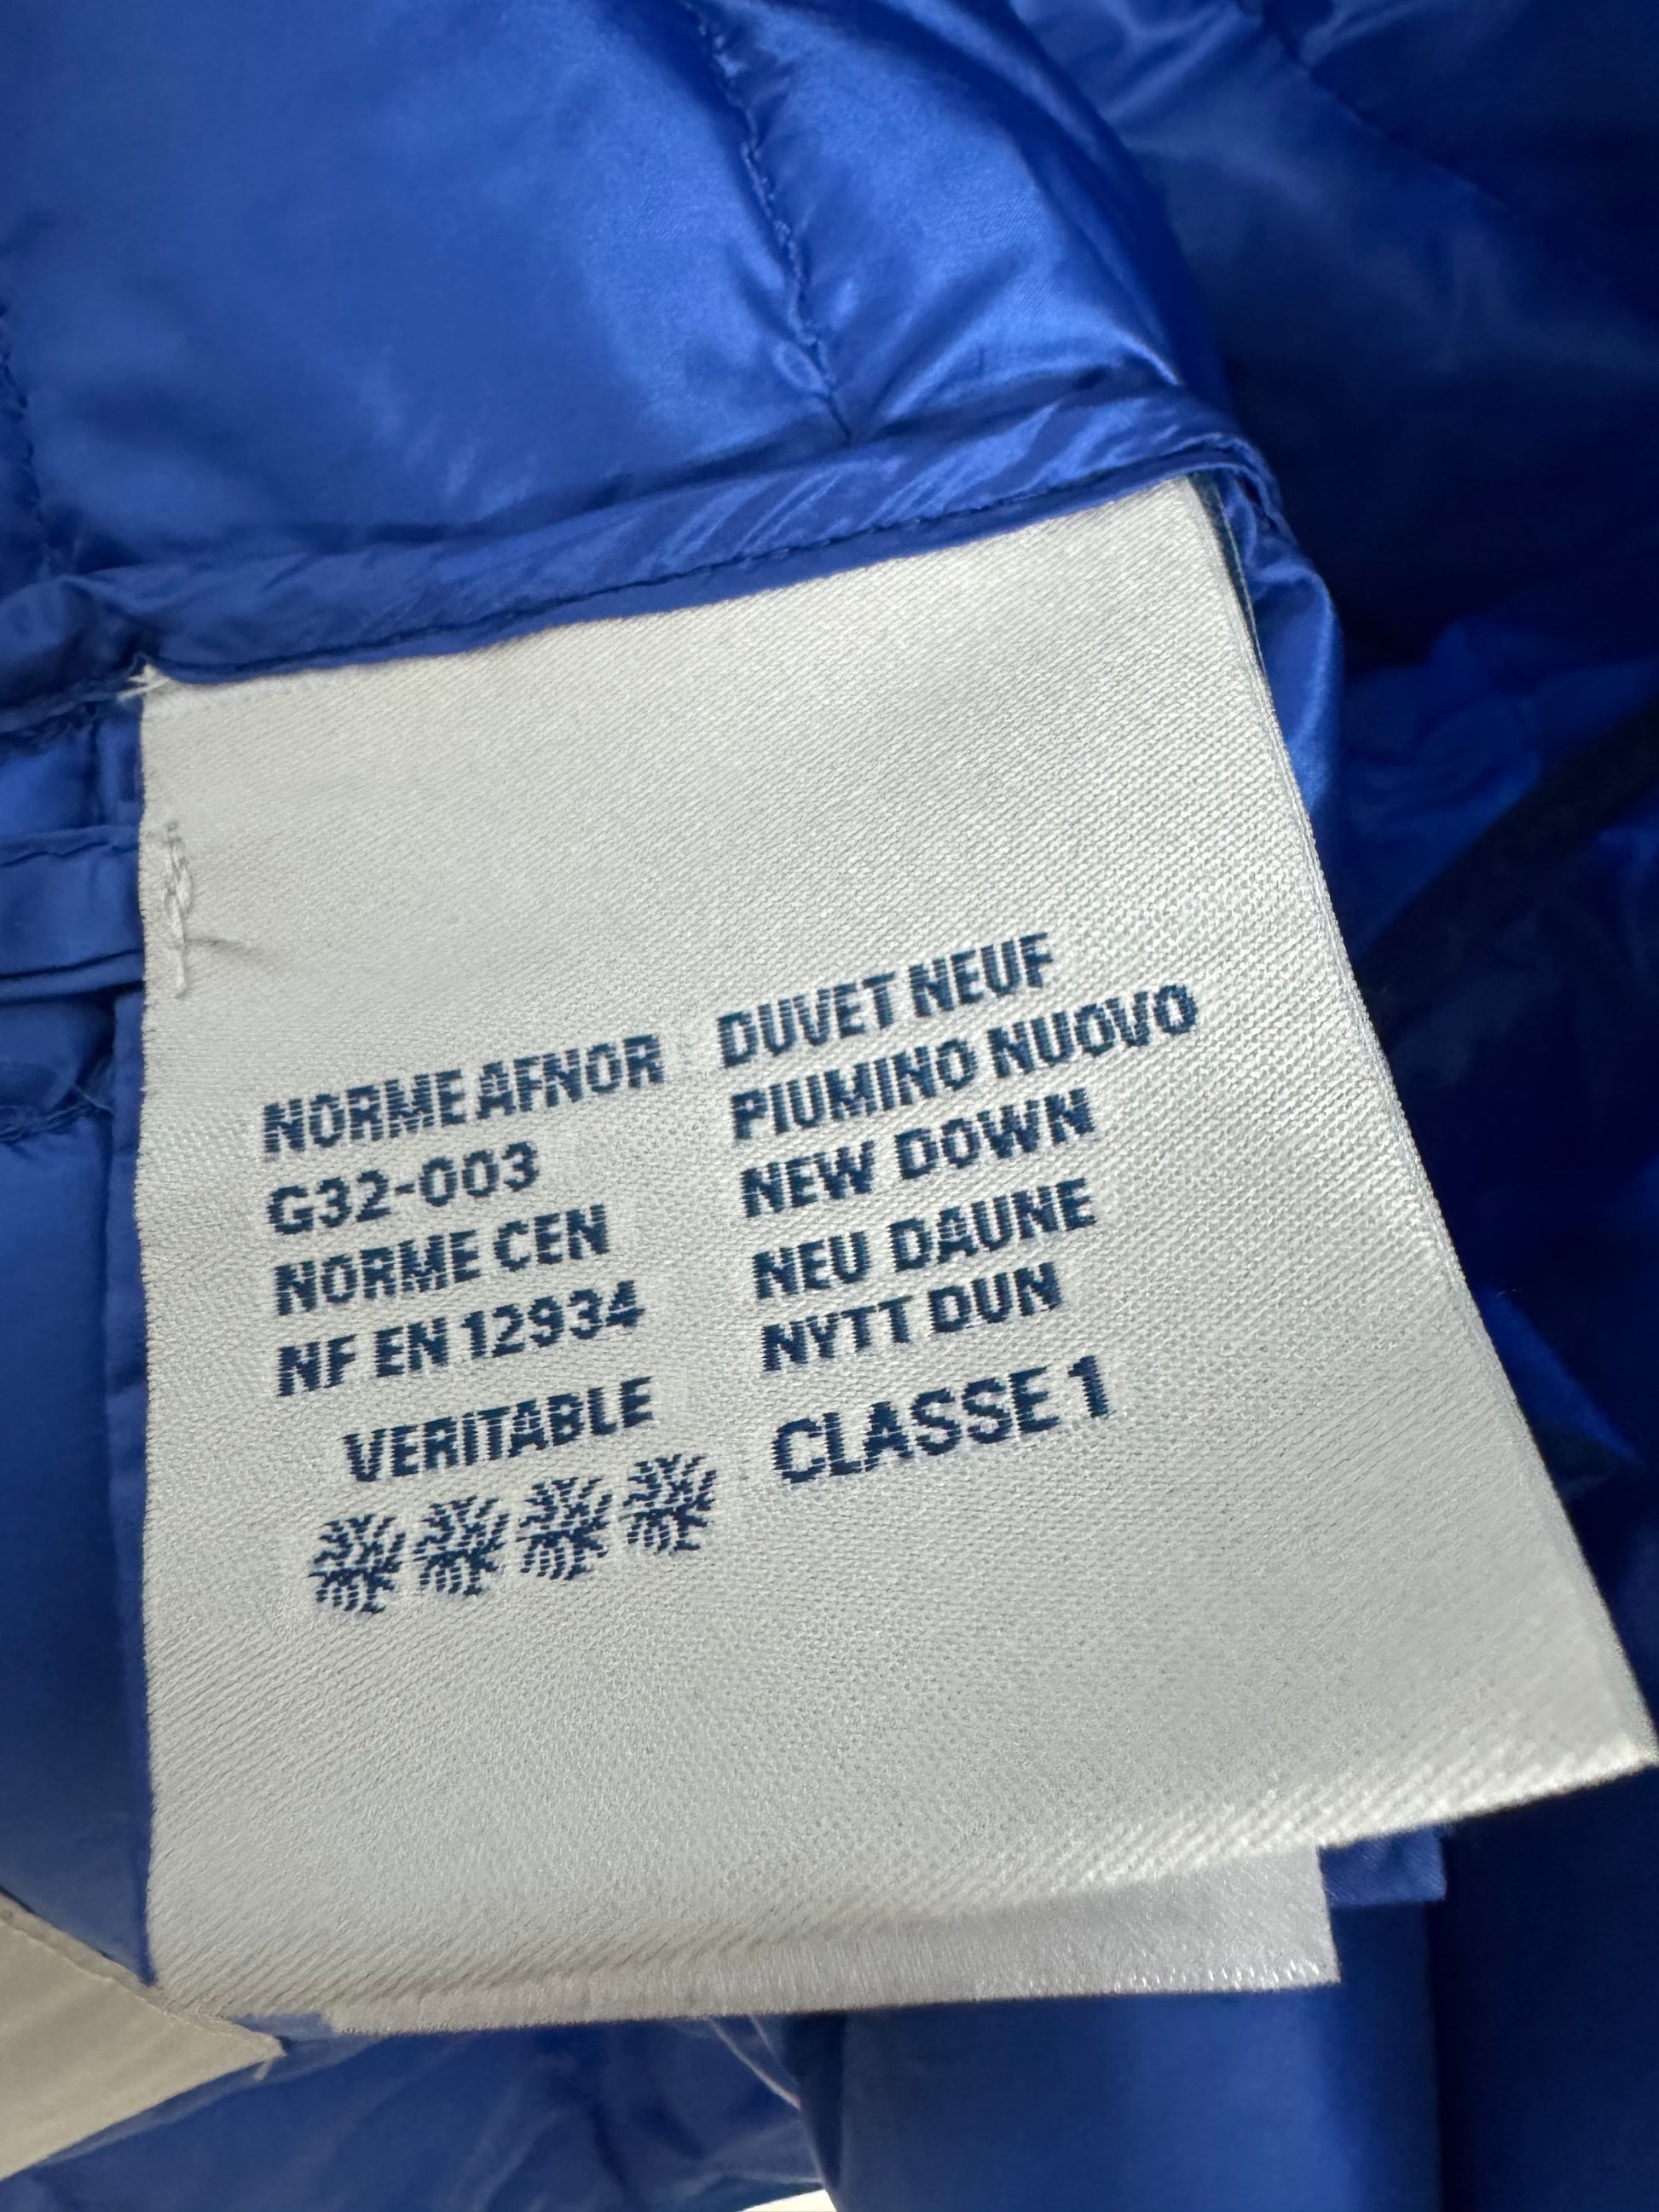 NORME AFNOR
G32-003
NORME CEN
NF EN 12934
VERITABLE
DUVET NEUF
PIUMINO NUOVO
NEW DOWN
NEU DAUNE
NYTT DUN
CLASSE 1